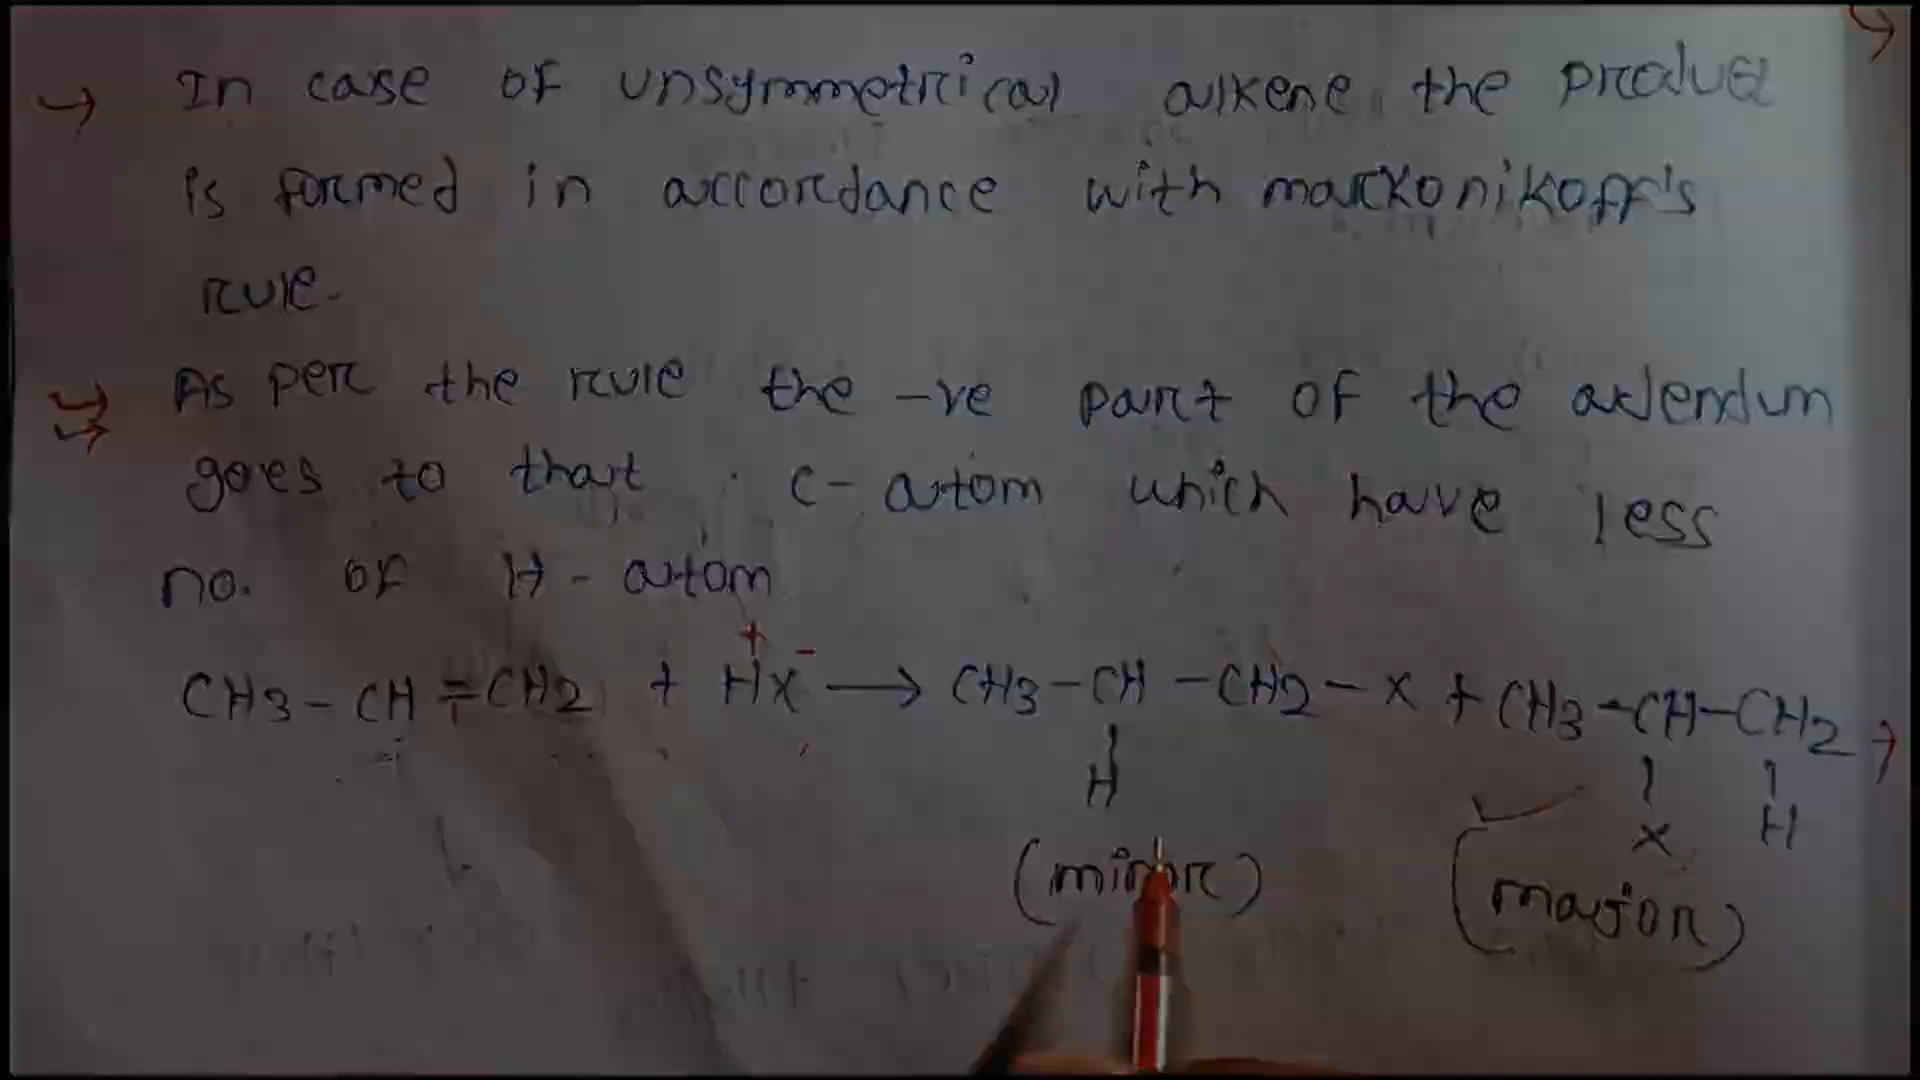 → In case of unsymmetrical alkene the product
is formed in accordance with markonikoff's
rule.
→ As per the rule the -ve part of the addendum
goes to that C-atom which have less
no. of H-atom
CH3-CH=CH2 + H⁺X⁻ → CH3-CH-CH2-X + CH3-CH-CH2
H X H
(minor) (major)